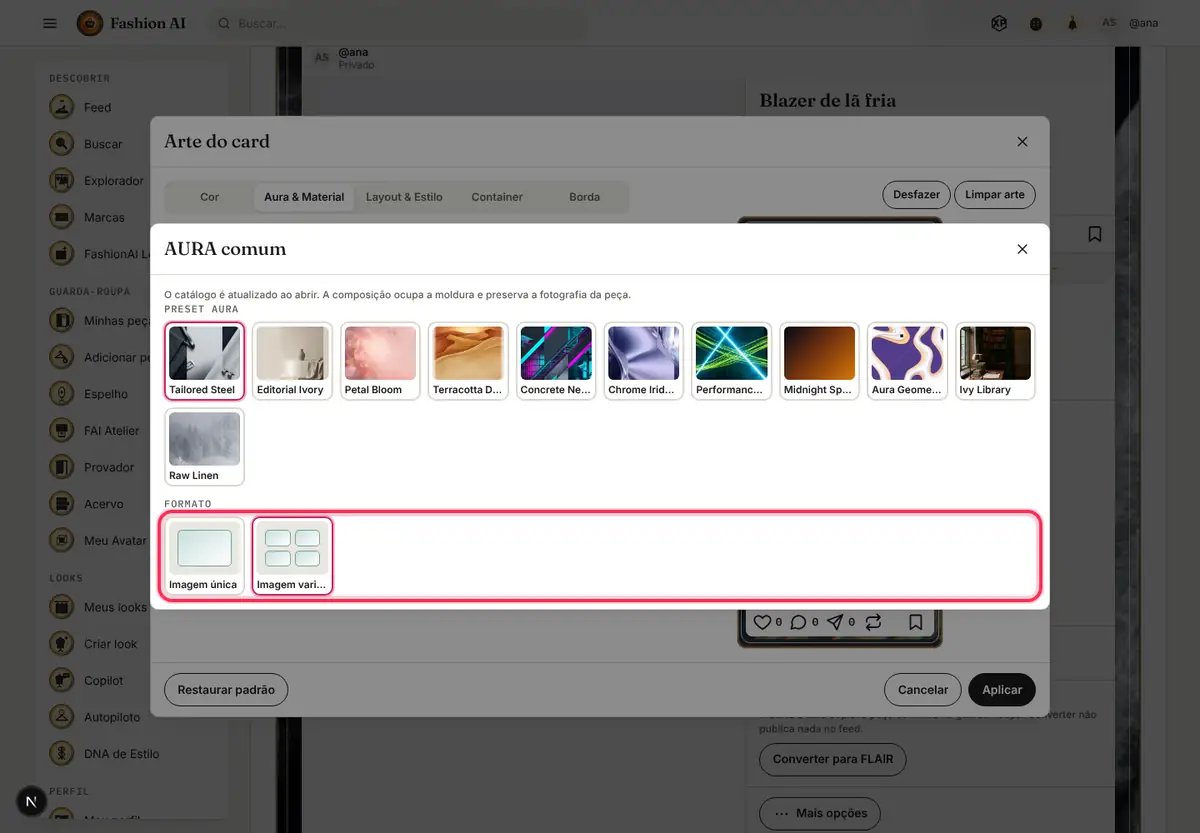 Fashion AI
Buscar...
XP
AS
@ana
DESCOBRIR
Feed
Buscar
Explorador
Marcas
FashionAI L
GUARDA-ROUPA
Minhas peç
Adicionar pe
Espelho
FAI Atelier
Provador
Acervo
Meu Avatar
LOOKS
Meus looks
Criar look
Copilot
Autopiloto
DNA de Estilo
PERFIL
N
AS
@ana
Privado
Blazer de lã fria
Arte do card
Cor
Aura & Material
Layout & Estilo
Container
Borda
Desfazer
Limpar arte
AURA comum
O catálogo é atualizado ao abrir. A composição ocupa a moldura e preserva a fotografia da peça.
PRESET AURA
Tailored Steel
Editorial Ivory
Petal Bloom
Terracotta D...
Concrete Ne...
Chrome Irid...
Performanc...
Midnight Sp...
Aura Geome...
Ivy Library
Raw Linen
FORMATO
Imagem única
Imagem vari...
0
0
0
Restaurar padrão
Cancelar
Aplicar
publica nada no feed.
Converter para FLAIR
··· Mais opções